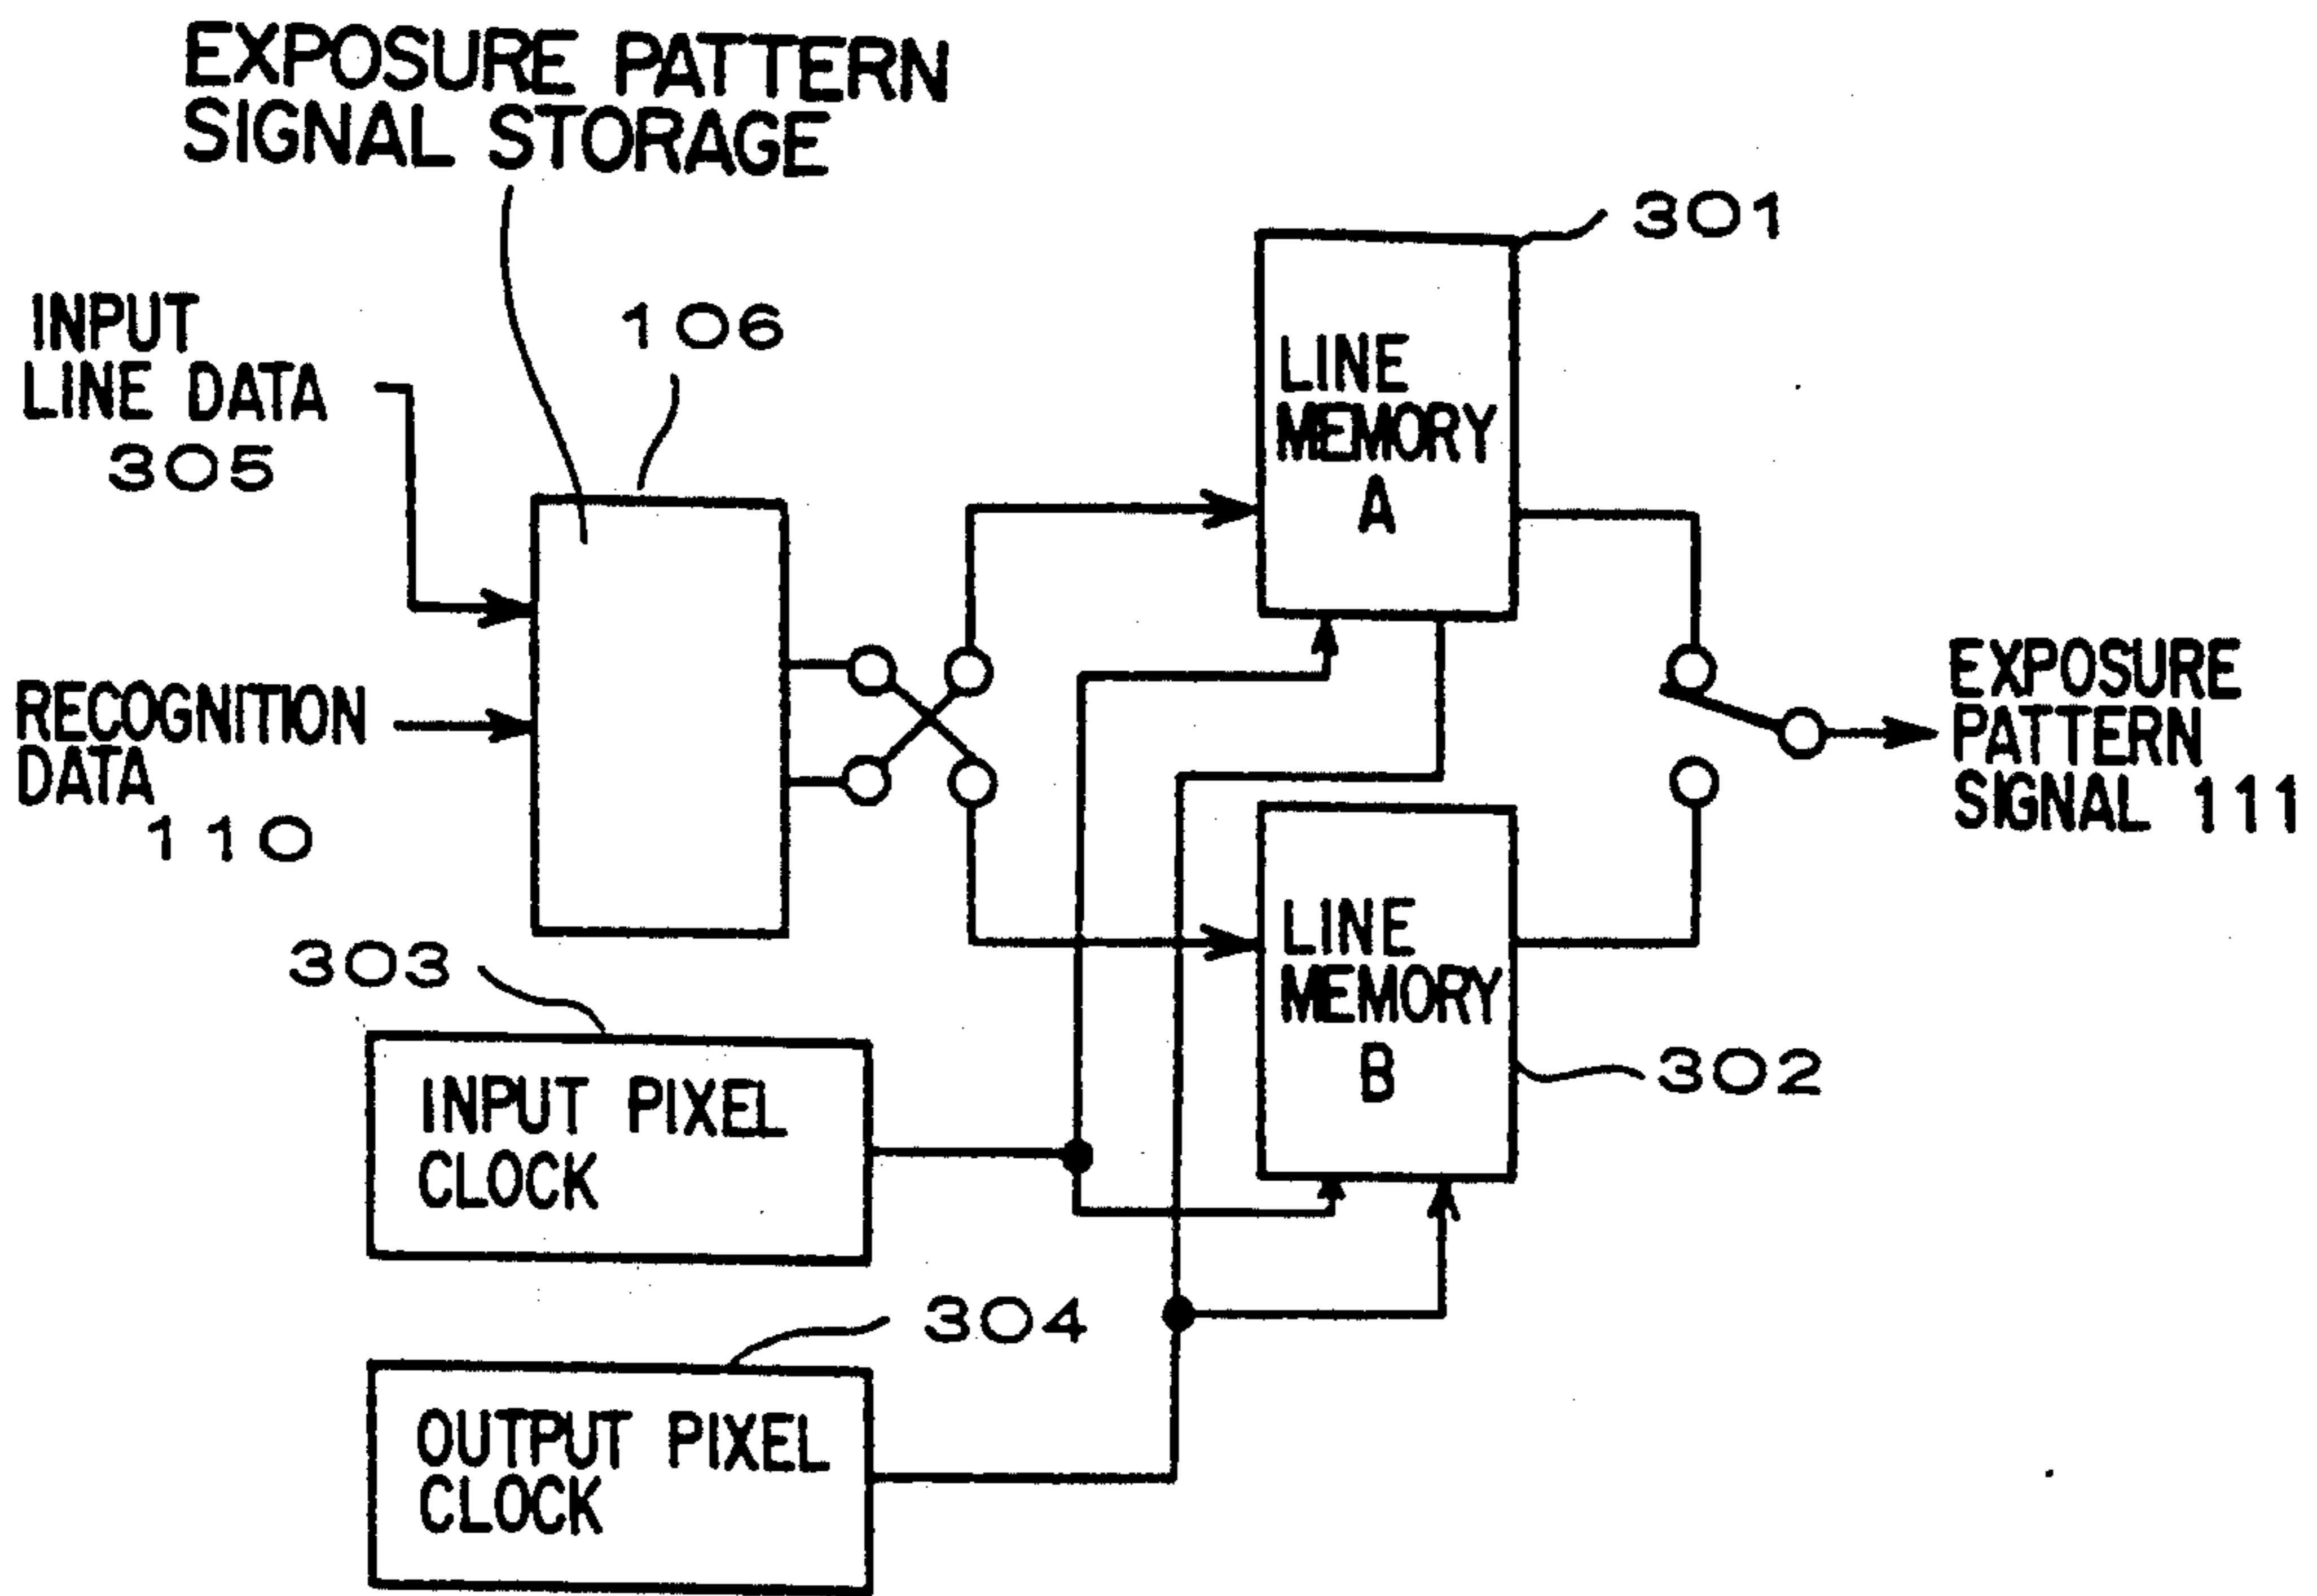 EXPOSURE PATTERN
SIGNAL STORAGE
301
INPUT
LINE DATA
305
106
LINE
MEMORY
A
RECOGNITION
DATA
110
EXPOSURE
PATTERN
SIGNAL 111
303
LINE
MEMORY
B
302
INPUT PIXEL
CLOCK
304
OUTPUT PIXEL
CLOCK